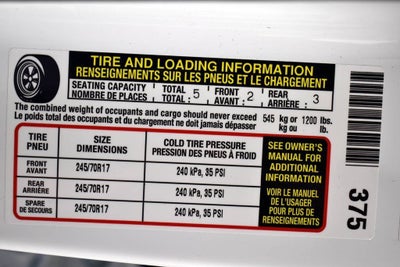 TIRE AND LOADING INFORMATION
RENSEIGNEMENTS SUR LES PNEUS ET LE CHARGEMENT
SEATING CAPACITY TOTAL FRONT REAR
NOMBRE DE PLACES TOTAL : 5 AVANT : 2 ARRIÈRE : 3
The combined weight of occupants and cargo should never exceed 545 kg or 1200 lbs.
Le poids total des occupants et du chargement ne doit jamais dépasser kg ou lb.
TIRE SIZE COLD TIRE PRESSURE
PNEU DIMENSIONS PRESSION DES PNEUS À FROID
FRONT
AVANT 245/70R17 240 kPa, 35 PSI
REAR
ARRIÈRE 245/70R17 240 kPa, 35 PSI
SPARE
DE SECOURS 245/70R17 240 kPa, 35 PSI
SEE OWNER'S
MANUAL FOR
ADDITIONAL
INFORMATION
VOIR LE MANUEL
DE L'USAGER
POUR PLUS DE
RENSEIGNEMENTS
375